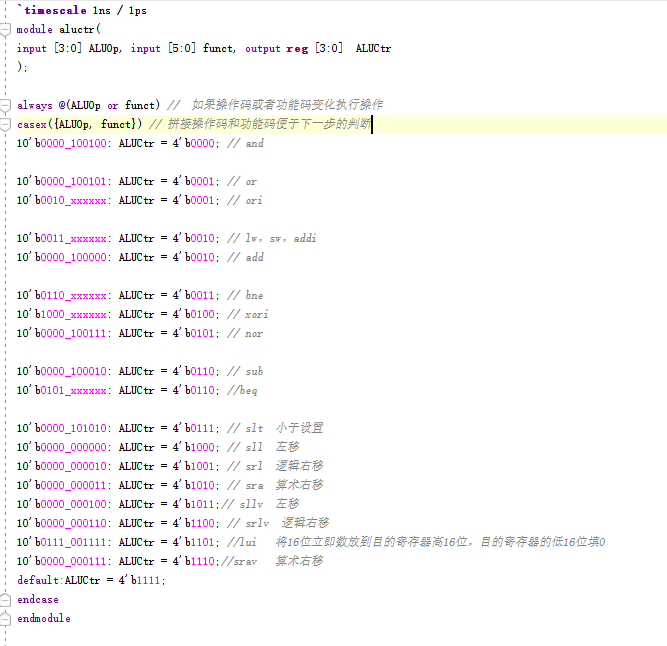 `timescale 1ns / 1ps
module aluctr(
input [3:0] ALUOp, input [5:0] funct, output reg [3:0]  ALUCtr
);
always @(ALUOp or funct) //  如果操作码或者功能码变化执行操作
casex({ALUOp, funct}) // 拼接操作码和功能码便于下一步的判断
10'b0000_100100: ALUCtr = 4'b0000; // and
10'b0000_100101: ALUCtr = 4'b0001; // or
10'b0010_xxxxxx: ALUCtr = 4'b0001; // ori
10'b0011_xxxxxx: ALUCtr = 4'b0010; // lw，sw，addi
10'b0000_100000: ALUCtr = 4'b0010; // add
10'b0110_xxxxxx: ALUCtr = 4'b0011; // bne
10'b1000_xxxxxx: ALUCtr = 4'b0100; // xori
10'b0000_100111: ALUCtr = 4'b0101; // nor
10'b0000_100010: ALUCtr = 4'b0110; // sub
10'b0101_xxxxxx: ALUCtr = 4'b0110; //beq
10'b0000_101010: ALUCtr = 4'b0111; // slt  小于设置
10'b0000_000000: ALUCtr = 4'b1000; // sll  左移
10'b0000_000010: ALUCtr = 4'b1001; // srl  逻辑右移
10'b0000_000011: ALUCtr = 4'b1010; // sra  算术右移
10'b0000_000100: ALUCtr = 4'b1011;// sllv  左移
10'b0000_000110: ALUCtr = 4'b1100; // srlv  逻辑右移
10'b0111_001111: ALUCtr = 4'b1101; //lui   将16位立即数放到目的寄存器高16位，目的寄存器的低16位填0
10'b0000_000111: ALUCtr = 4'b1110;//srav   算术右移
default:ALUCtr = 4'b1111;
endcase
endmodule